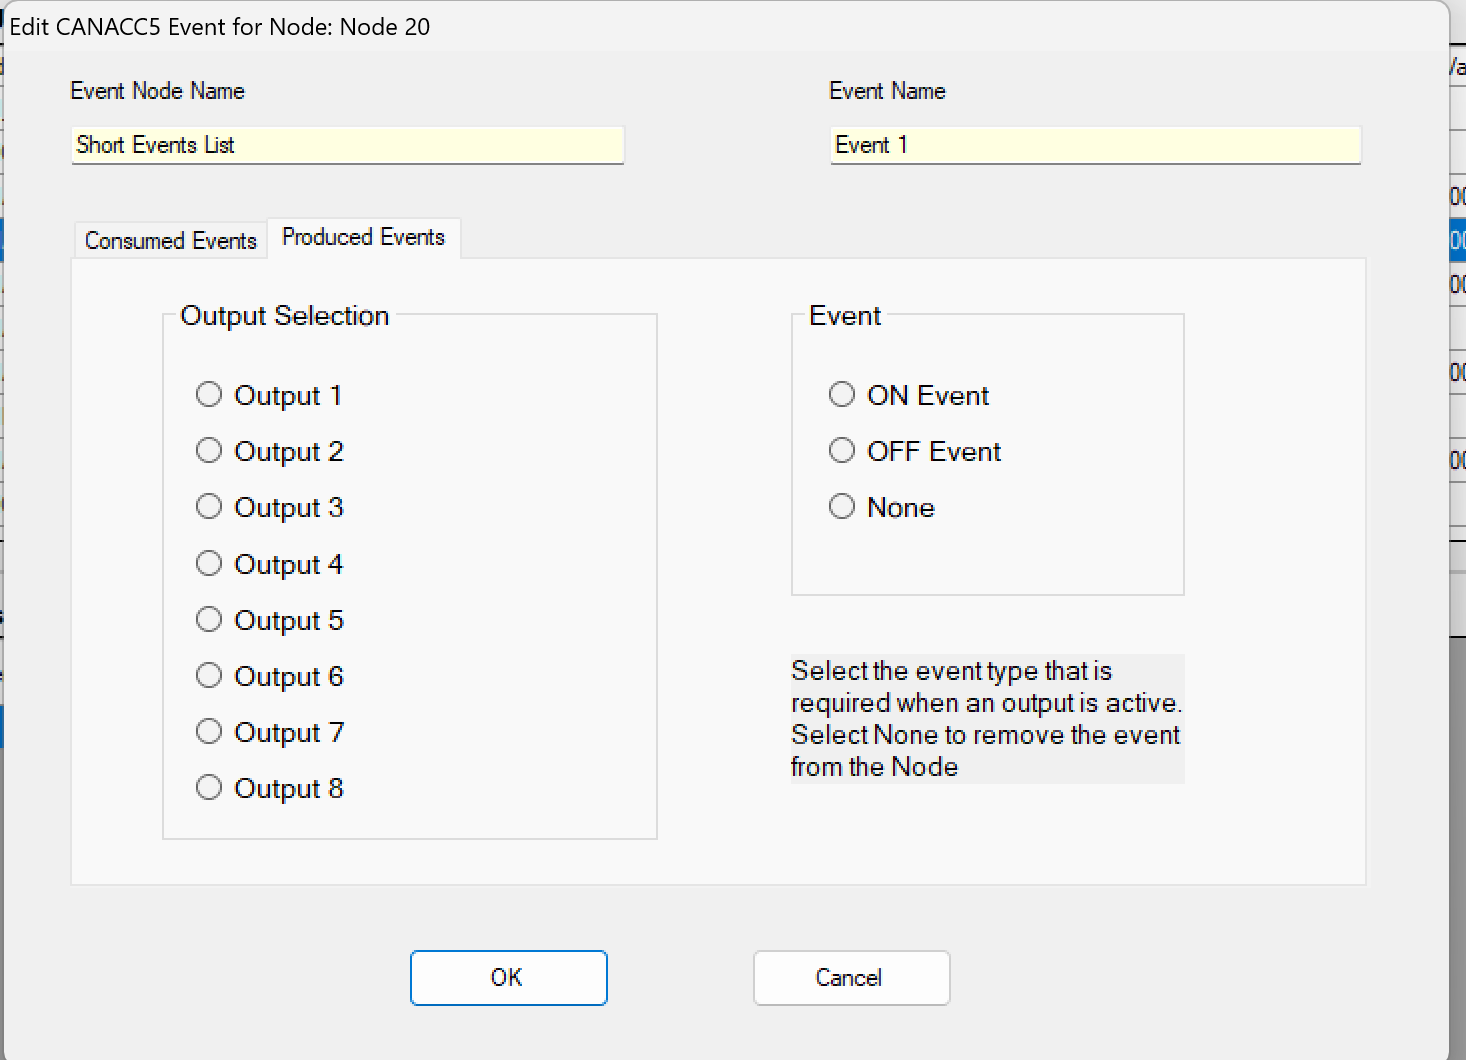 Edit CANACC5 Event for Node: Node 20
Event Node Name
Event Name
Short Events List
Event 1
Consumed Events
Produced Events
Output Selection
Output 1
Output 2
Output 3
Output 4
Output 5
Output 6
Output 7
Output 8
Event
ON Event
OFF Event
None
Select the event type that is
required when an output is active.
Select None to remove the event
from the Node
OK
Cancel